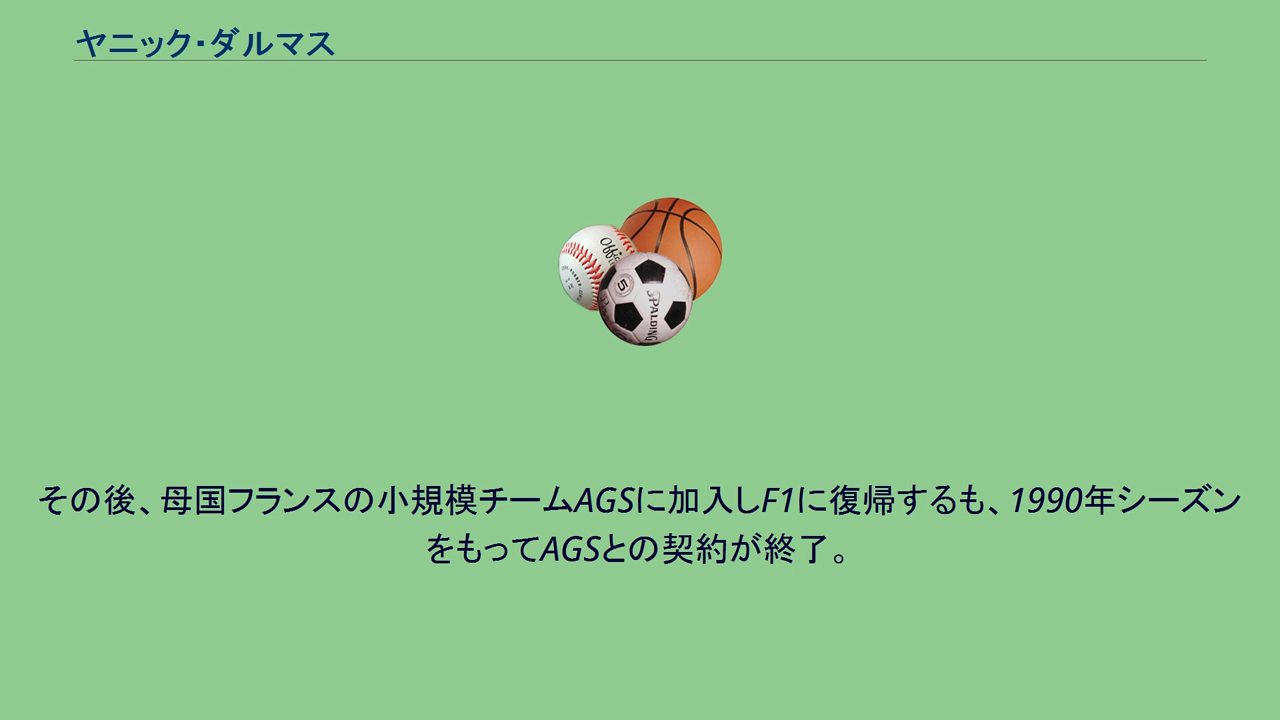 ヤニック・ダルマス
Offic
5
SPALDING
その後、母国フランスの小規模チームAGSに加入しF1に復帰するも、1990年シーズン
をもってAGSとの契約が終了。